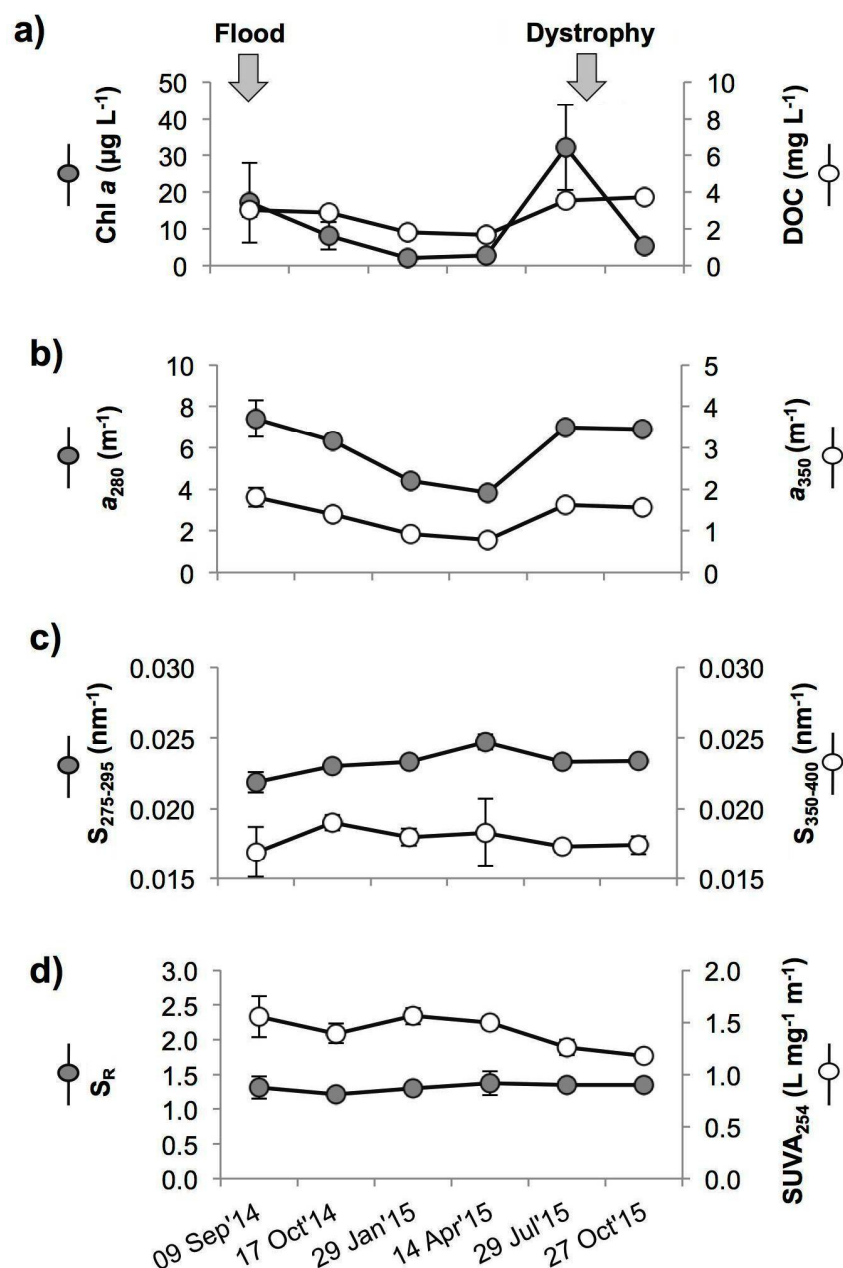 a)
Flood
Dystrophy
Chl a (µg L-1)
50
40
30
20
10
0
10
8
6
4
2
0
DOC (mg L-1)
b)
a280 (m-1)
10
8
6
4
2
0
5
4
3
2
1
0
a350 (m-1)
c)
S275-295 (nm-1)
0.030
0.025
0.020
0.015
0.030
0.025
0.020
0.015
S350-400 (nm-1)
d)
SR
3.0
2.5
2.0
1.5
1.0
0.5
0.0
2.0
1.5
1.0
0.5
0.0
SUVA254 (L mg-1 m-1)
09 Sep'14
17 Oct'14
29 Jan'15
14 Apr'15
29 Jul'15
27 Oct'15